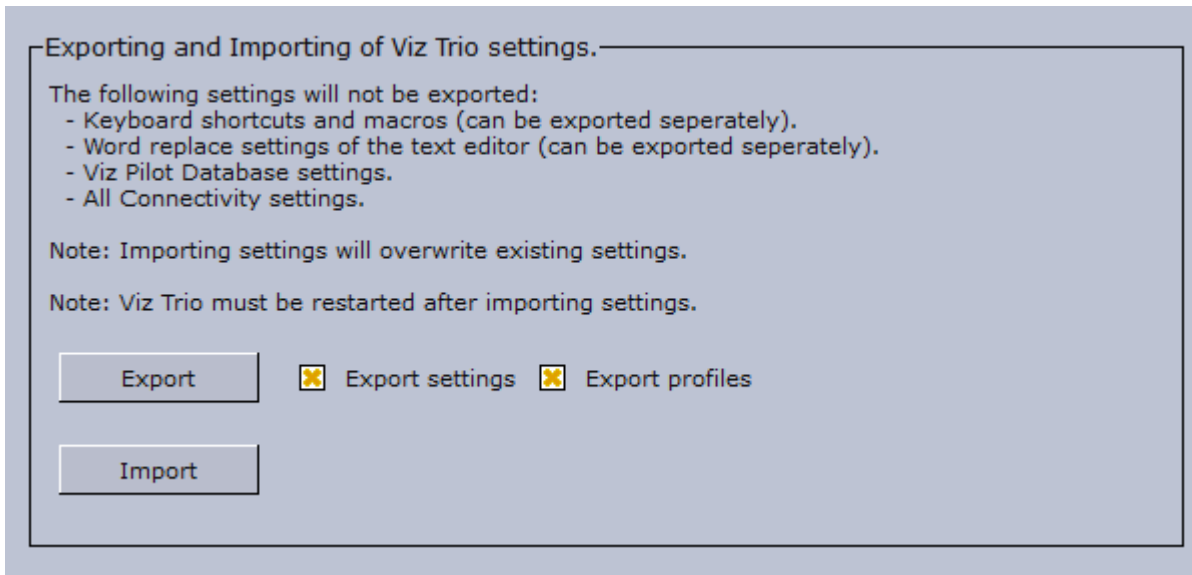 Exporting and Importing of Viz Trio settings.
The following settings will not be exported:
- Keyboard shortcuts and macros (can be exported seperately).
- Word replace settings of the text editor (can be exported seperately).
- Viz Pilot Database settings.
- All Connectivity settings.
Note: Importing settings will overwrite existing settings.
Note: Viz Trio must be restarted after importing settings.
Export Export settings Export profiles
Import